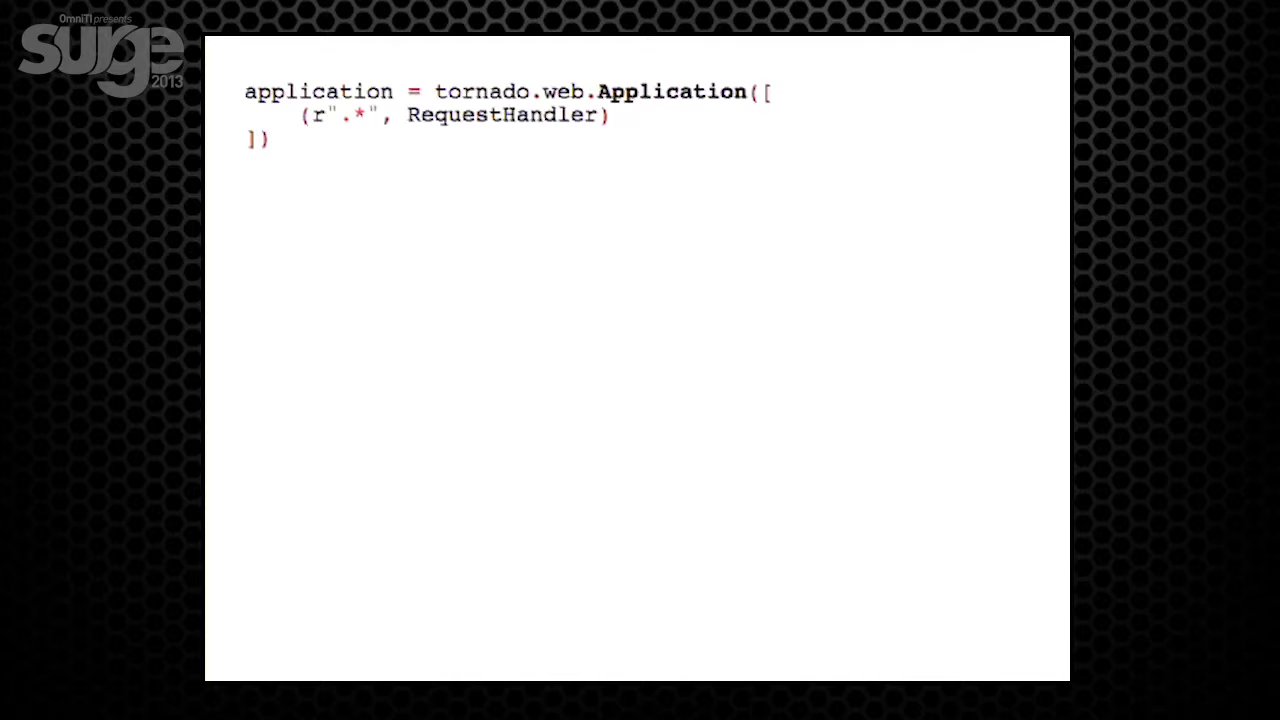 OmniTI presents
surge
2013
application = tornado.web.Application([
    (r".*", RequestHandler)
])